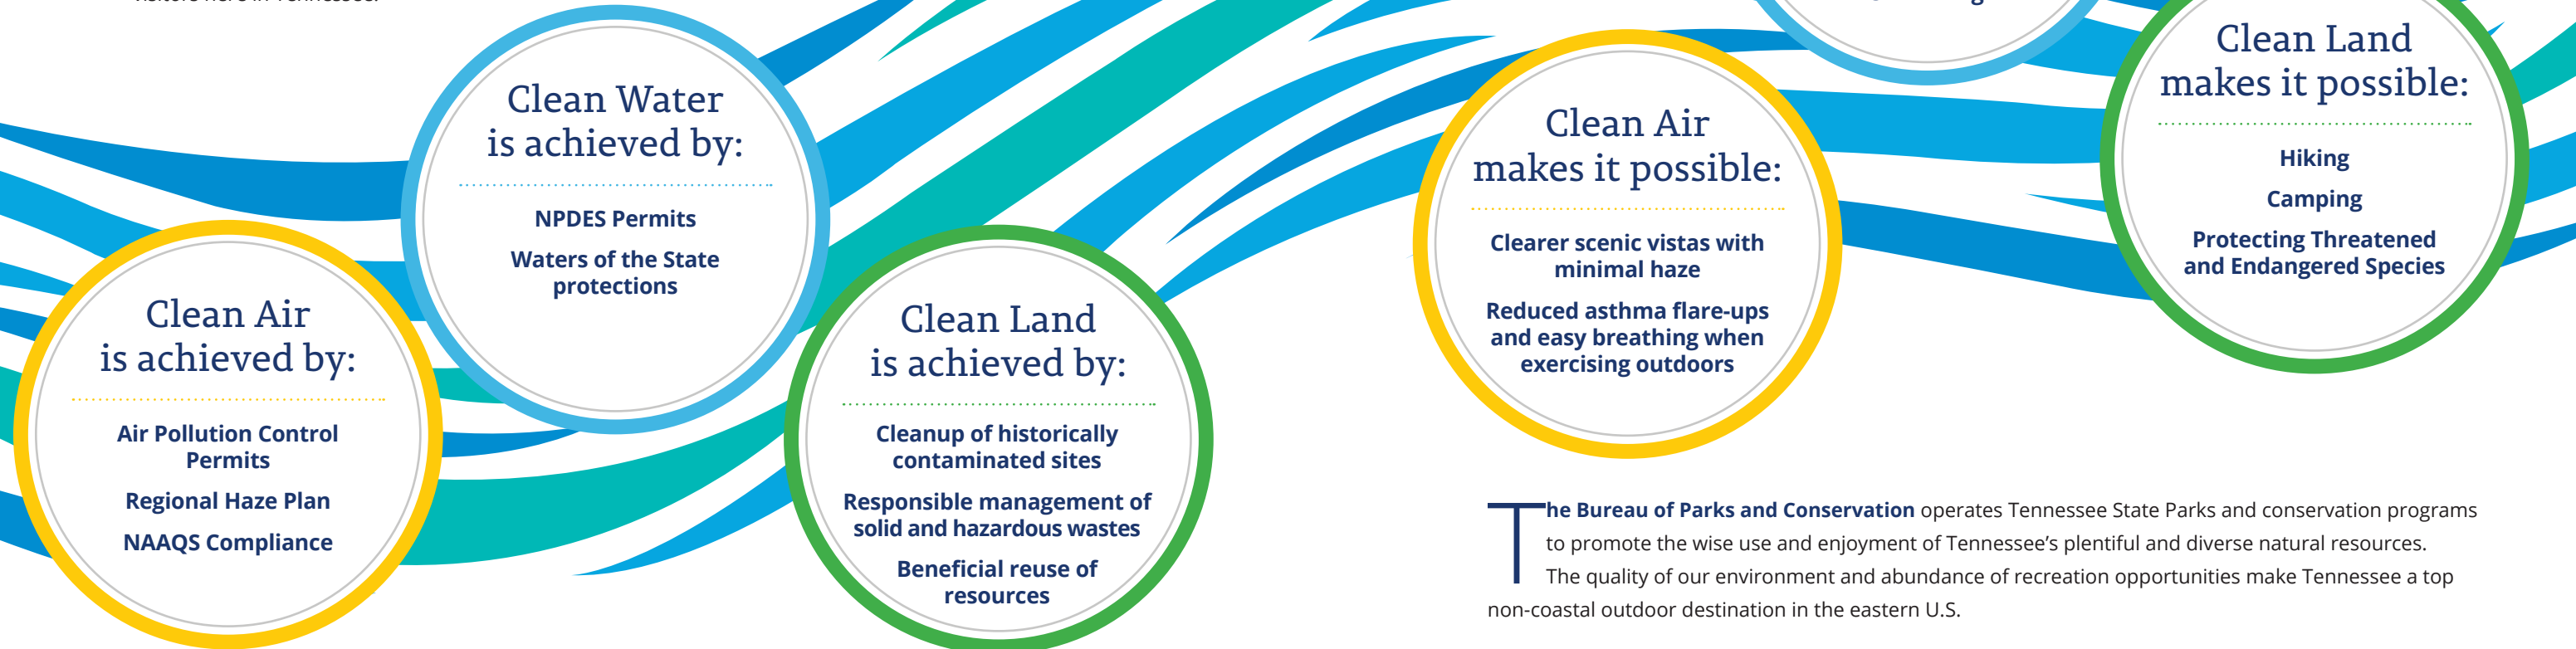 Clean Water
is achieved by:
NPDES Permits
Waters of the State
protections
Clean Air
is achieved by:
Air Pollution Control
Permits
Regional Haze Plan
NAAQS Compliance
Clean Land
is achieved by:
Cleanup of historically
contaminated sites
Responsible management of
solid and hazardous wastes
Beneficial reuse of
resources
Clean Air
makes it possible:
Clearer scenic vistas with
minimal haze
Reduced asthma flare-ups
and easy breathing when
exercising outdoors
Clean Land
makes it possible:
Hiking
Camping
Protecting Threatened
and Endangered Species
The Bureau of Parks and Conservation operates Tennessee State Parks and conservation programs
to promote the wise use and enjoyment of Tennessee’s plentiful and diverse natural resources.
The quality of our environment and abundance of recreation opportunities make Tennessee a top
non-coastal outdoor destination in the eastern U.S.